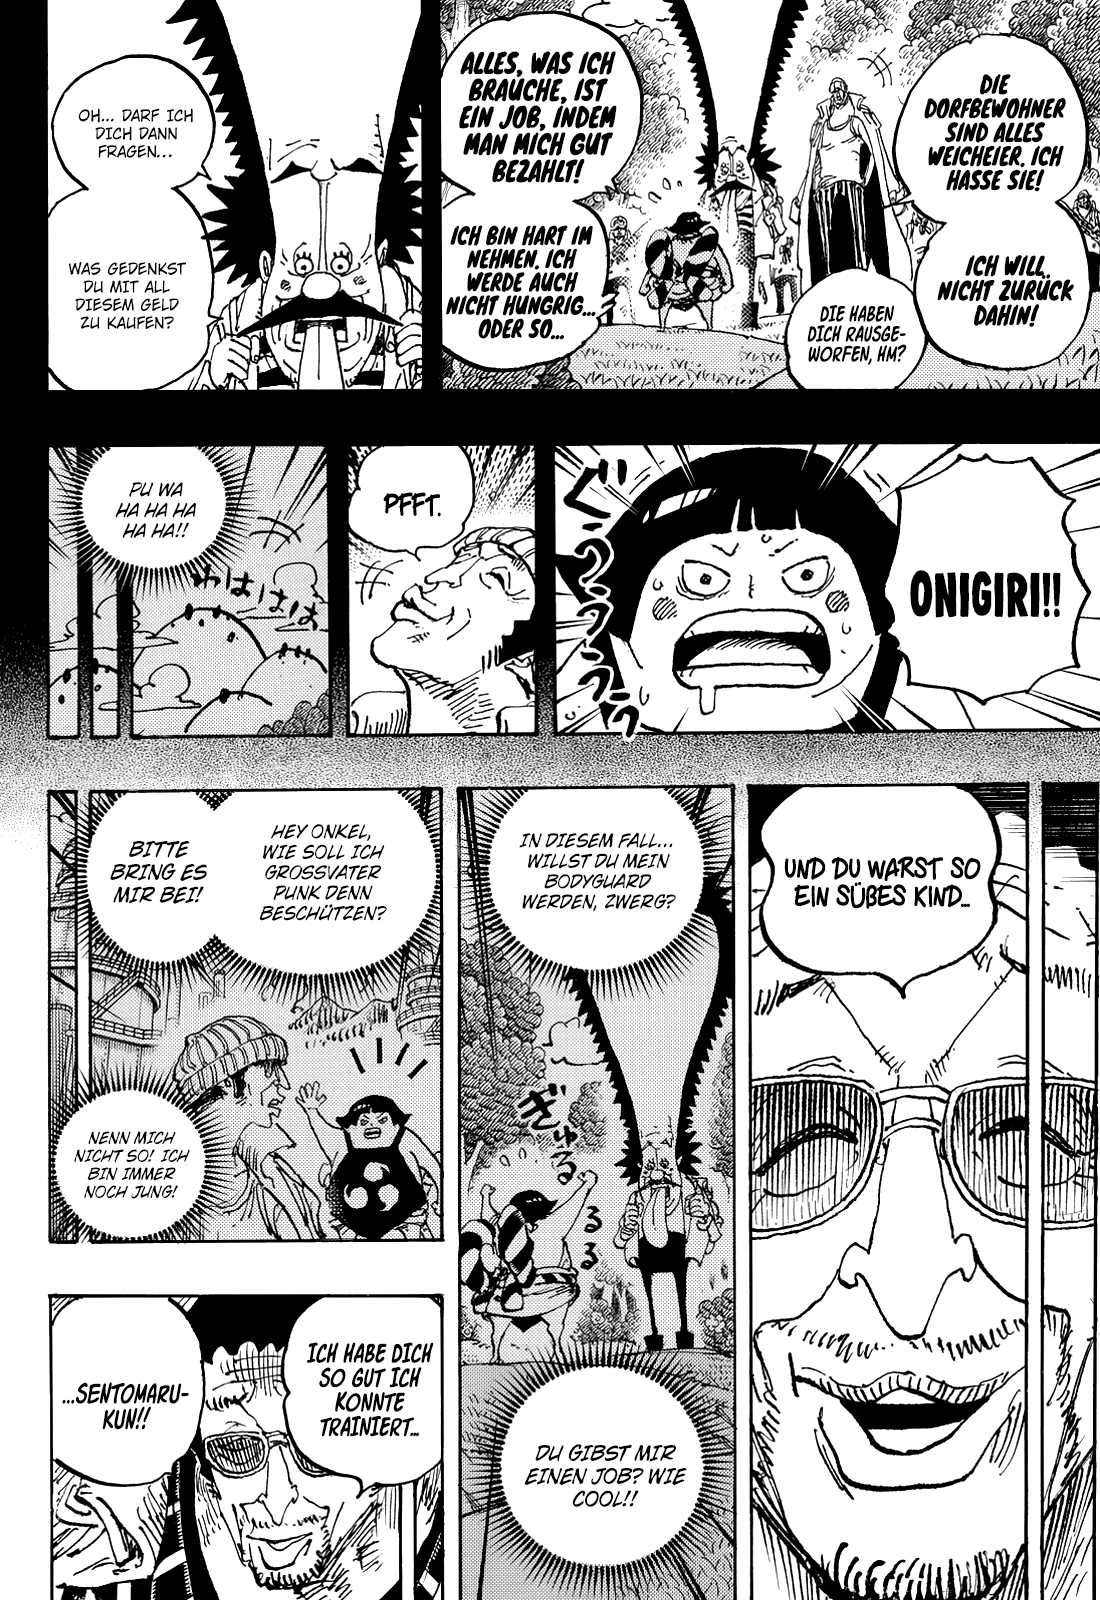 DIE
DORFBEWOHNER
SIND ALLES
WEICHEIER. ICH
HASSE SIE!
ICH WILL
NICHT ZURÜCK
DAHIN!
DIE HABEN
DICH RAUSGE-
WORFEN, HM?
ALLES, WAS ICH
BRAUCHE, IST
EIN JOB, INDEM
MAN MICH GUT
BEZAHLT!
ICH BIN HART IM
NEHMEN. ICH
WERDE AUCH
NICHT HUNGRIG...
ODER SO...
OH... DARF ICH
DICH DANN
FRAGEN...
WAS GEDENKST
DU MIT ALL
DIESEM GELD
ZU KAUFEN?
ONIGIRI!!
ぐぅうううぅ
PFFT.
PU WA
HA HA HA
HA HA!!
わはははは
UND DU WARST SO
EIN SÜẞES KIND...
IN DIESEM FALL...
WILLST DU MEIN
BODYGUARD
WERDEN, ZWERG?
ぎゅるるる
DU GIBST MIR
EINEN JOB? WIE
COOL!!
HEY ONKEL,
WIE SOLL ICH
GROSSVATER
PUNK DENN
BESCHÜTZEN?
BITTE
BRING ES
MIR BEI!
NENN MICH
NICHT SO! ICH
BIN IMMER
NOCH JUNG!
ICH HABE DICH
SO GUT ICH
KONNTE
TRAINIERT...
...SENTOMARU-
KUN!!